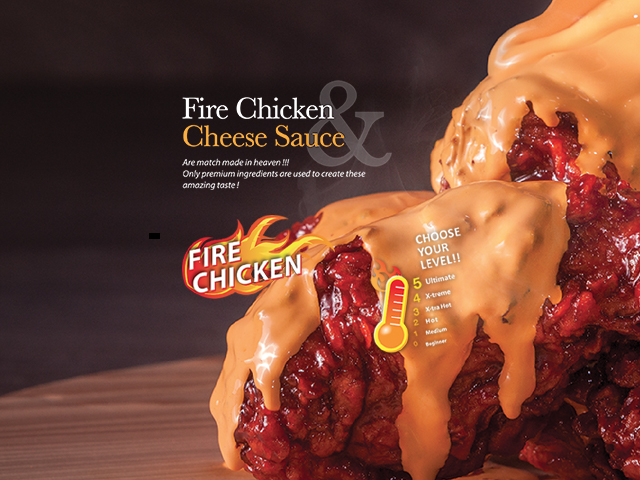 Fire Chicken
&
Cheese Sauce
Are match made in heaven !!!
Only premium ingredients are used to create these
amazing taste !
FIRE
CHICKEN
CHOOSE
YOUR
LEVEL!!
5 Ultimate
4 X-treme
3 X-tra Hot
2 Hot
1 Medium
0 Beginner